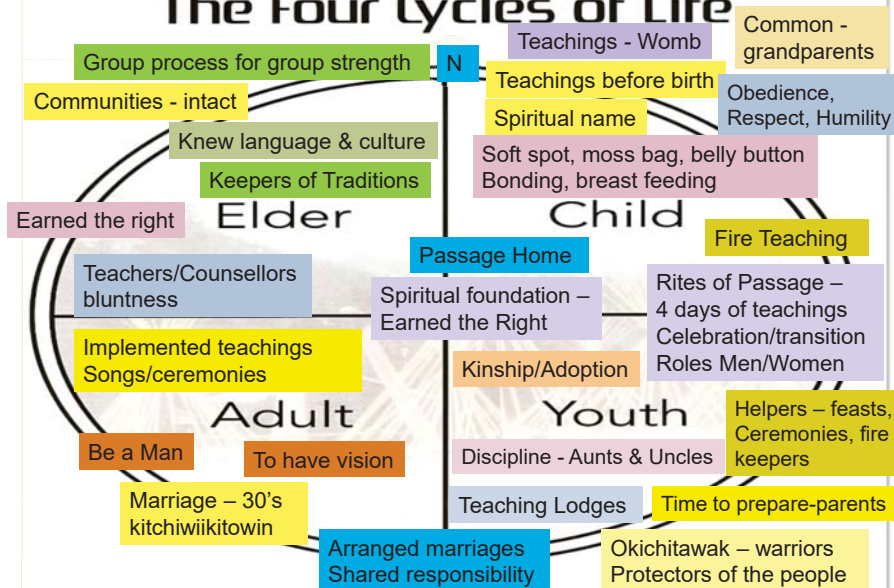 The Four Cycles of Life
Group process for group strength
N
Teachings - Womb
Common -
grandparents
Communities - intact
Teachings before birth
Obedience,
Respect, Humility
Knew language & culture
Spiritual name
Keepers of Traditions
Soft spot, moss bag, belly button
Bonding, breast feeding
Earned the right
Elder
Child
Fire Teaching
Teachers/Counsellors
bluntness
Passage Home
Spiritual foundation –
Earned the Right
Rites of Passage –
4 days of teachings
Celebration/transition
Roles Men/Women
Implemented teachings
Songs/ceremonies
Kinship/Adoption
Adult
Youth
Helpers – feasts,
Ceremonies, fire
keepers
Be a Man
To have vision
Discipline - Aunts & Uncles
Marriage – 30's
kitchiwiikitowin
Teaching Lodges
Time to prepare-parents
Arranged marriages
Shared responsibility
Okichitawak – warriors
Protectors of the people